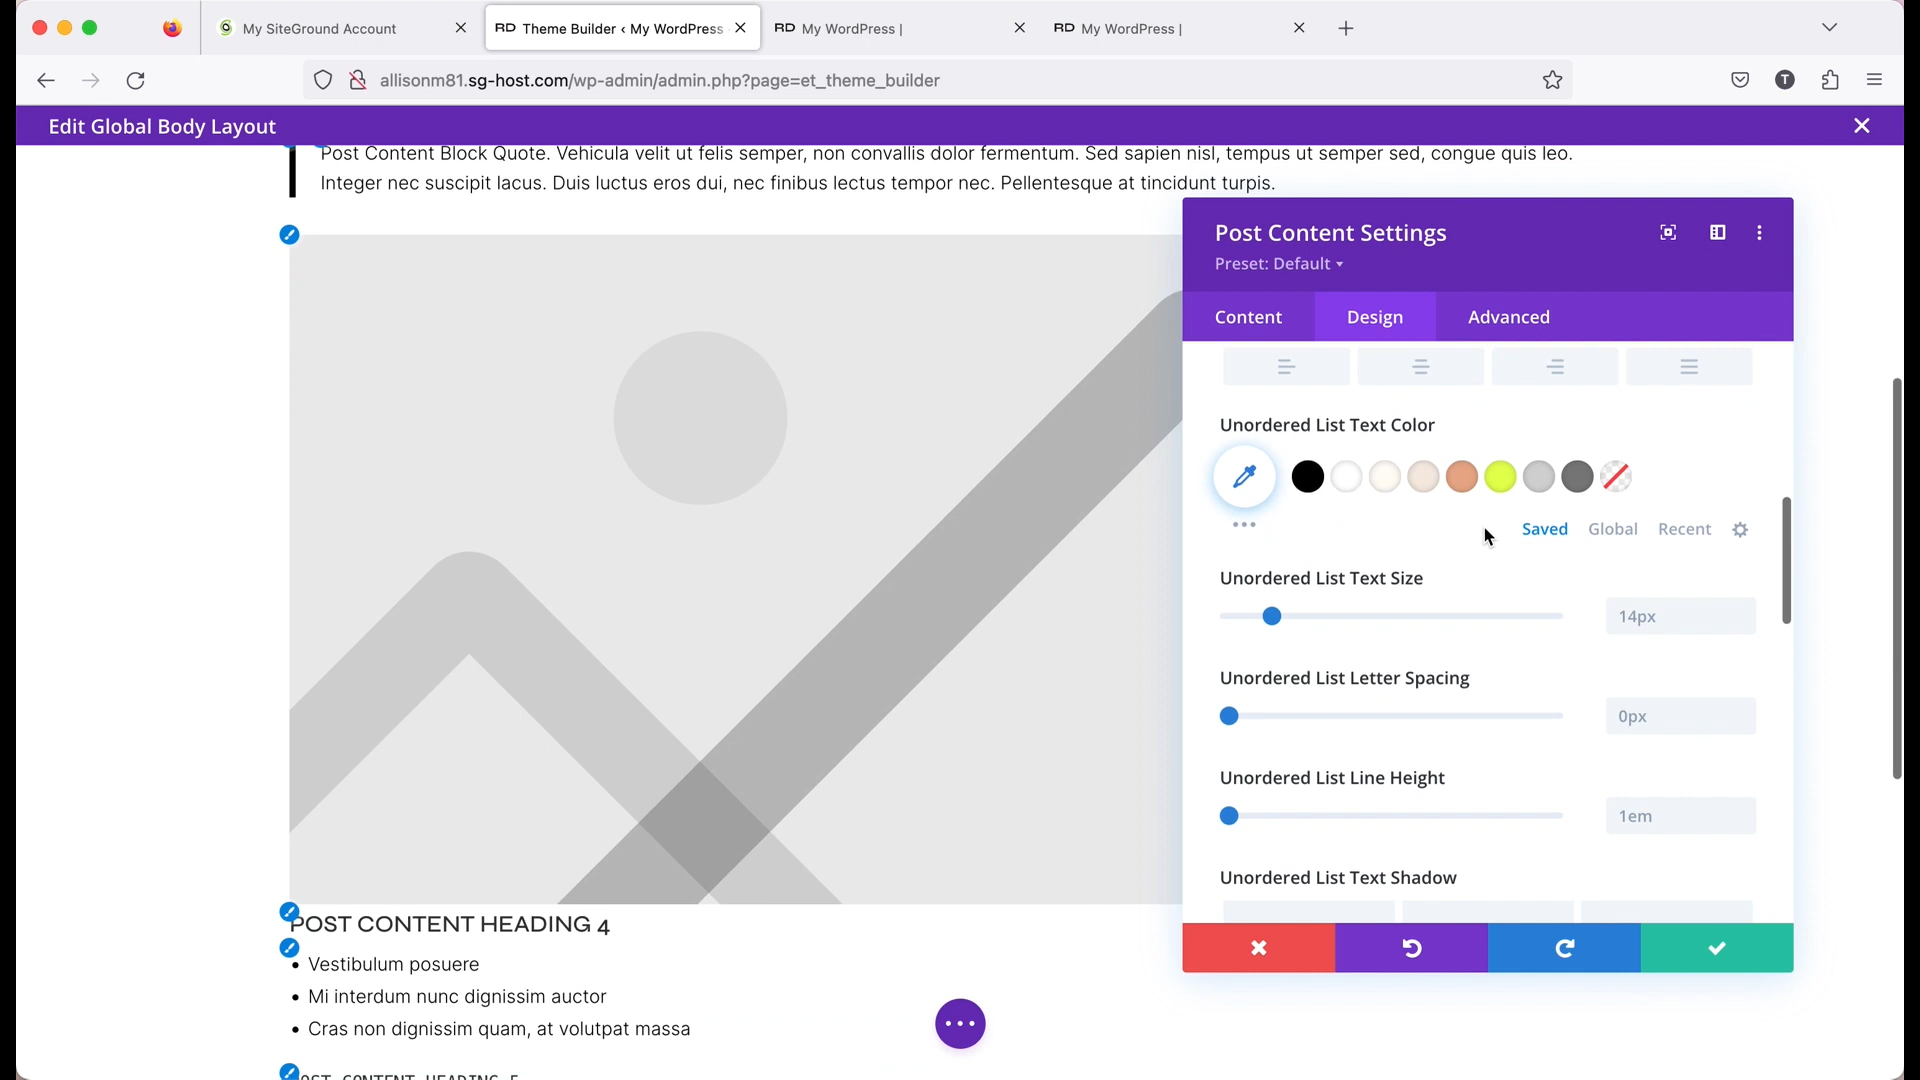 My SiteGround Account
RD Theme Builder ‹ My WordPress
RD My WordPress |
RD My WordPress |
allisonm81.sg-host.com/wp-admin/admin.php?page=et_theme_builder
T
Edit Global Body Layout
Post Content Block Quote. Vehicula velit ut felis semper, non convallis dolor fermentum. Sed sapien nisl, tempus ut semper sed, congue quis leo.
Integer nec suscipit lacus. Duis luctus eros dui, nec finibus lectus tempor nec. Pellentesque at tincidunt turpis.
Post Content Settings
Preset: Default
Content Design Advanced
Unordered List Text Color
Saved Global Recent
Unordered List Text Size
14px
Unordered List Letter Spacing
0px
Unordered List Line Height
1em
Unordered List Text Shadow
POST CONTENT HEADING 4
• Vestibulum posuere
• Mi interdum nunc dignissim auctor
• Cras non dignissim quam, at volutpat massa